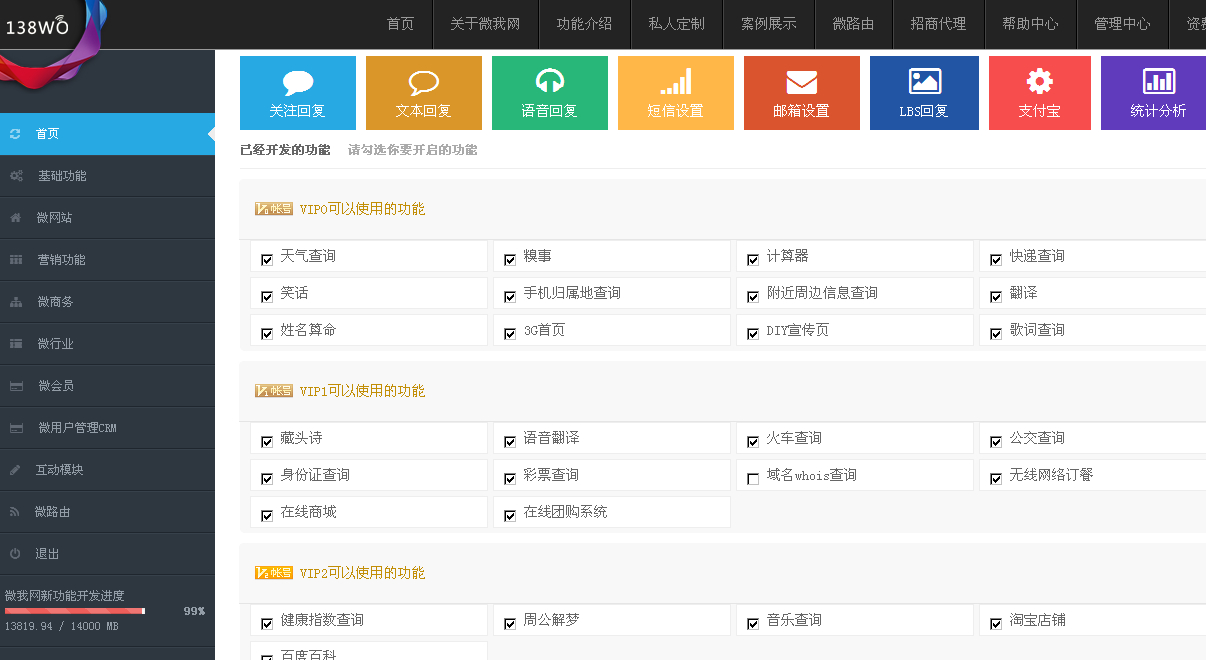 138WO
首页 关于微我网 功能介绍 私人定制 案例展示 微路由 招商代理 帮助中心 管理中心 资费
首页
基础功能
微网站
营销功能
微商务
微行业
微会员
微用户管理CRM
互动模块
微路由
退出
微我网新功能开发进度
99%
13819.94 / 14000 MB
关注回复 文本回复 语音回复 短信设置 邮箱设置 LBS回复 支付宝 统计分析
已经开发的功能 请勾选你要开启的功能
帐号 VIP0可以使用的功能
天气查询 糗事 计算器 快递查询
笑话 手机归属地查询 附近周边信息查询 翻译
姓名算命 3G首页 DIY宣传页 歌词查询
帐号 VIP1可以使用的功能
藏头诗 语音翻译 火车查询 公交查询
身份证查询 彩票查询 域名whois查询 无线网络订餐
在线商城 在线团购系统
帐号 VIP2可以使用的功能
健康指数查询 周公解梦 音乐查询 淘宝店铺
百度百科